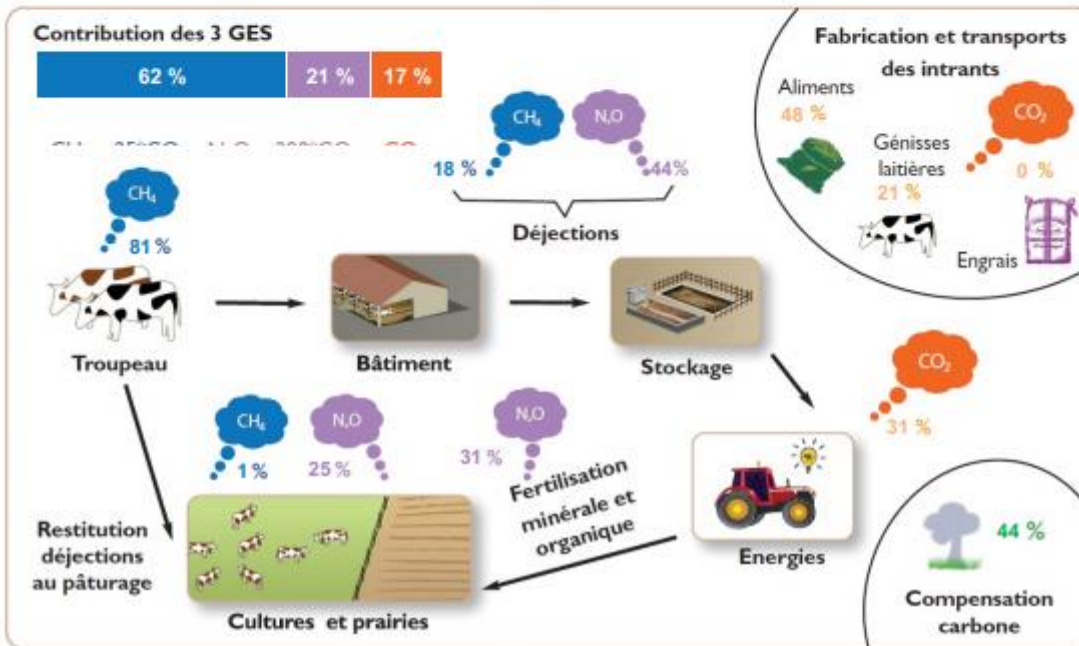 Contribution des 3 GES
62 %
21 %
17 %
CH₄
N₂O
18 %
44%
Déjections
CH₄
81 %
Troupeau
Bâtiment
Stockage
Fabrication et transports
des intrants
Aliments
48 %
Génisses
laitières
21 %
CO₂
0 %
Engrais
CO₂
31 %
CH₄
1 %
N₂O
25 %
N₂O
31 %
Fertilisation
minérale et
organique
Restitution
déjections
au pâturage
Cultures et prairies
Energies
44 %
Compensation
carbone